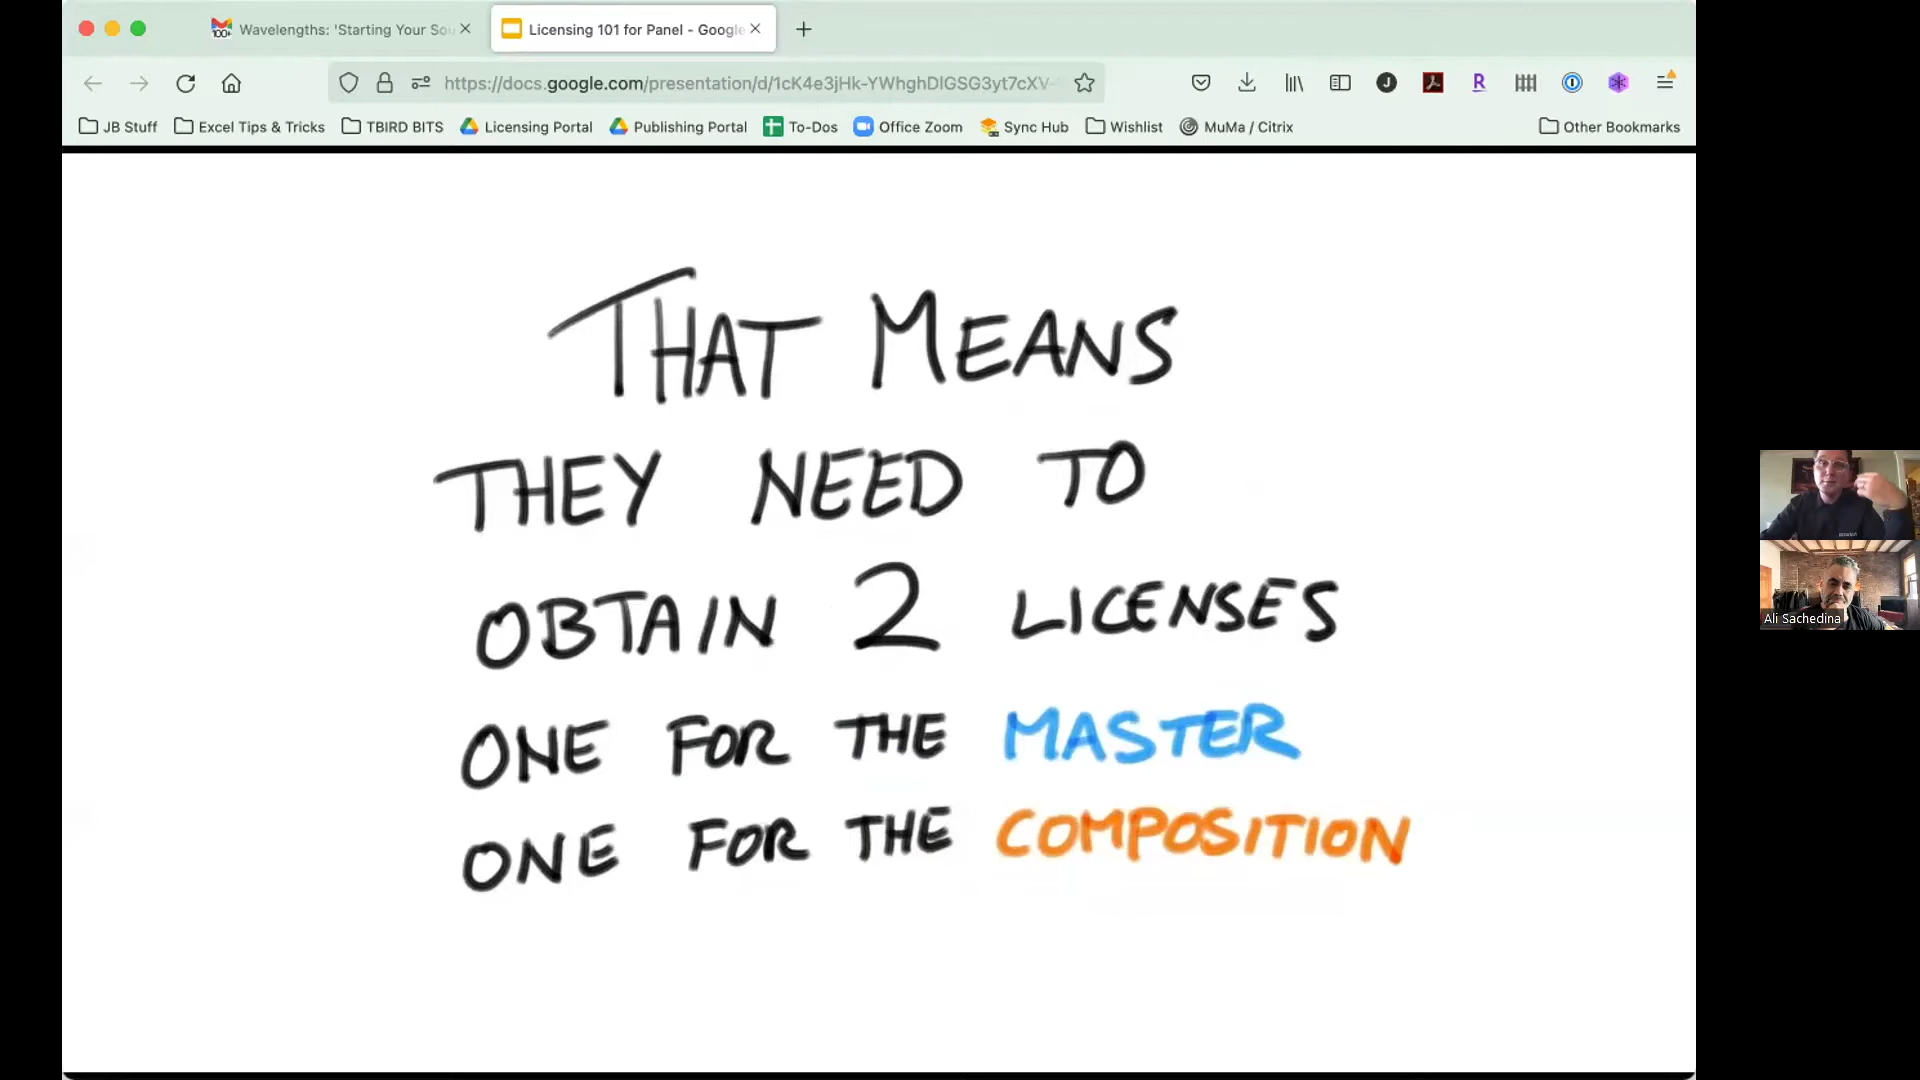 Wavelengths: 'Starting Your Sou
Licensing 101 for Panel - Google
https://docs.google.com/presentation/d/1cK4e3jHk-YWhghDlGSG3yt7cXV-
JB Stuff
Excel Tips & Tricks
TBIRD BITS
Licensing Portal
Publishing Portal
To-Dos
Office Zoom
Sync Hub
Wishlist
MuMa / Citrix
Other Bookmarks
THAT MEANS
THEY NEED TO
OBTAIN 2 LICENSES
ONE FOR THE MASTER
ONE FOR THE COMPOSITION
Ali Sachedina